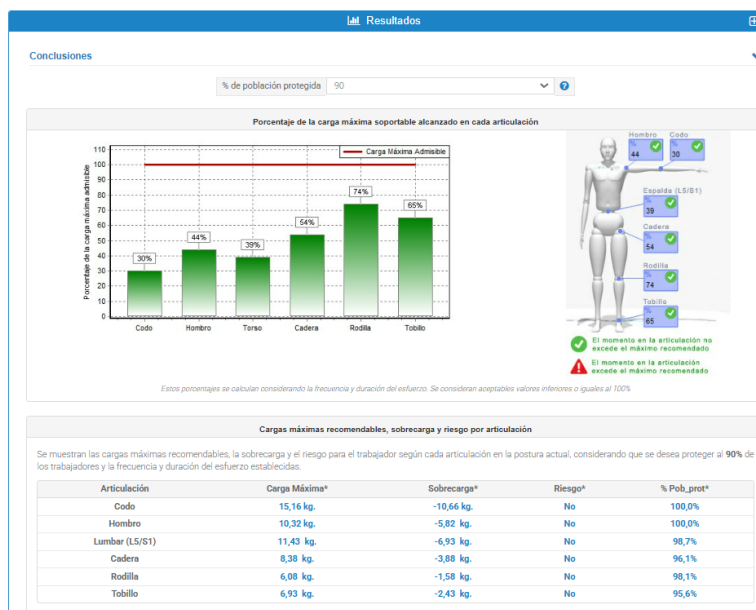 Resultados
Conclusiones
% de población protegida 90
Porcentaje de la carga máxima soportable alcanzado en cada articulación
Porcentaje de la carga máxima admisible
110
100
90
80
70
60
50
40
30
20
10
0
Carga Máxima Admisible
30%
44%
39%
54%
74%
65%
Codo Hombro Torso Cadera Rodilla Tobillo
Hombro Codo
% %
44 30
Espalda (L5/S1)
%
39
Cadera
%
54
Rodilla
%
74
Tobillo
%
65
El momento en la articulación no
excede el máximo recomendado
El momento en la articulación
excede el máximo recomendado
Estos porcentajes se calculan considerando la frecuencia y duración del esfuerzo. Se consideran aceptables valores inferiores o iguales al 100%
Cargas máximas recomendables, sobrecarga y riesgo por articulación
Se muestran las cargas máximas recomendables, la sobrecarga y el riesgo para el trabajador según cada articulación en la postura actual, considerando que se desea proteger al 90% de
los trabajadores y la frecuencia y duración del esfuerzo establecidas.
Articulación Carga Máxima* Sobrecarga* Riesgo* % Pob_prot*
Codo 15,16 kg. -10,66 kg. No 100,0%
Hombro 10,32 kg. -5,82 kg. No 100,0%
Lumbar (L5/S1) 11,43 kg. -6,93 kg. No 98,7%
Cadera 8,38 kg. -3,88 kg. No 96,1%
Rodilla 6,08 kg. -1,58 kg. No 98,1%
Tobillo 6,93 kg. -2,43 kg. No 95,6%